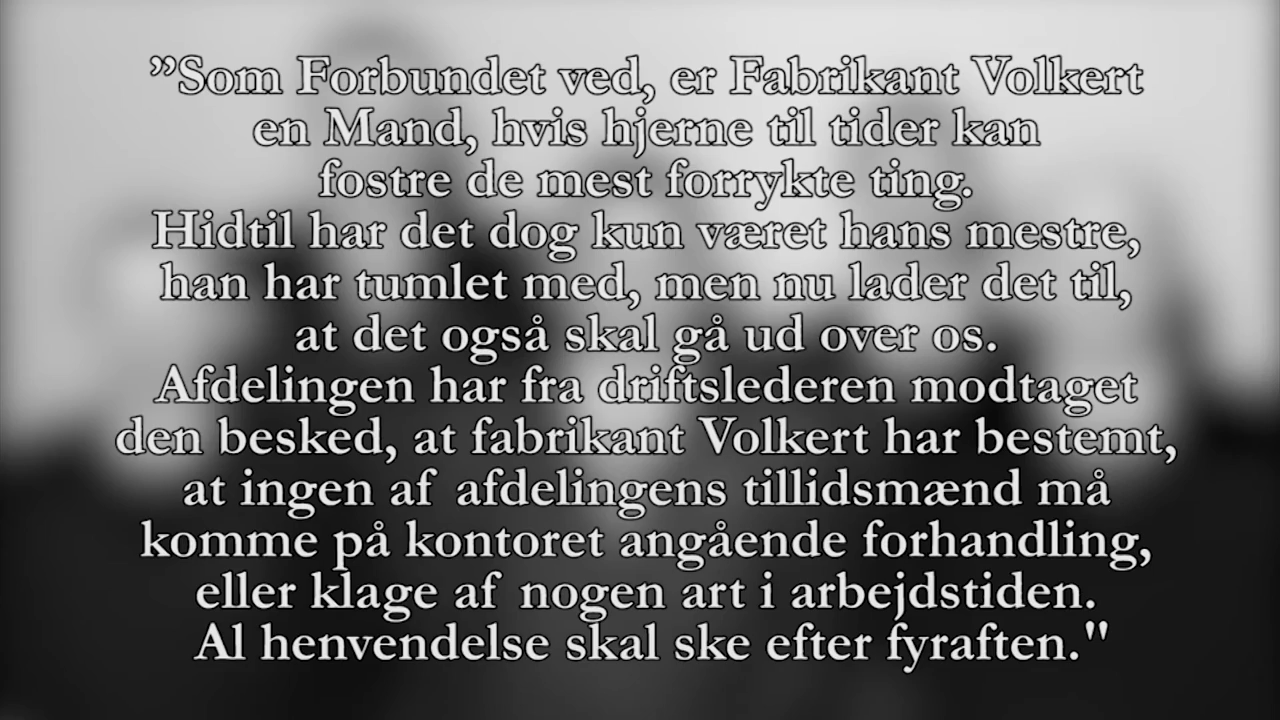 ”Som Forbundet ved, er Fabrikant Volkert
en Mand, hvis hjerne til tider kan
fostre de mest forrykte ting.
Hidtil har det dog kun været hans mestre,
han har tumlet med, men nu lader det til,
at det også skal gå ud over os.
Afdelingen har fra driftslederen modtaget
den besked, at fabrikant Volkert har bestemt,
at ingen af afdelingens tillidsmænd må
komme på kontoret angående forhandling,
eller klage af nogen art i arbejdstiden.
Al henvendelse skal ske efter fyraften."